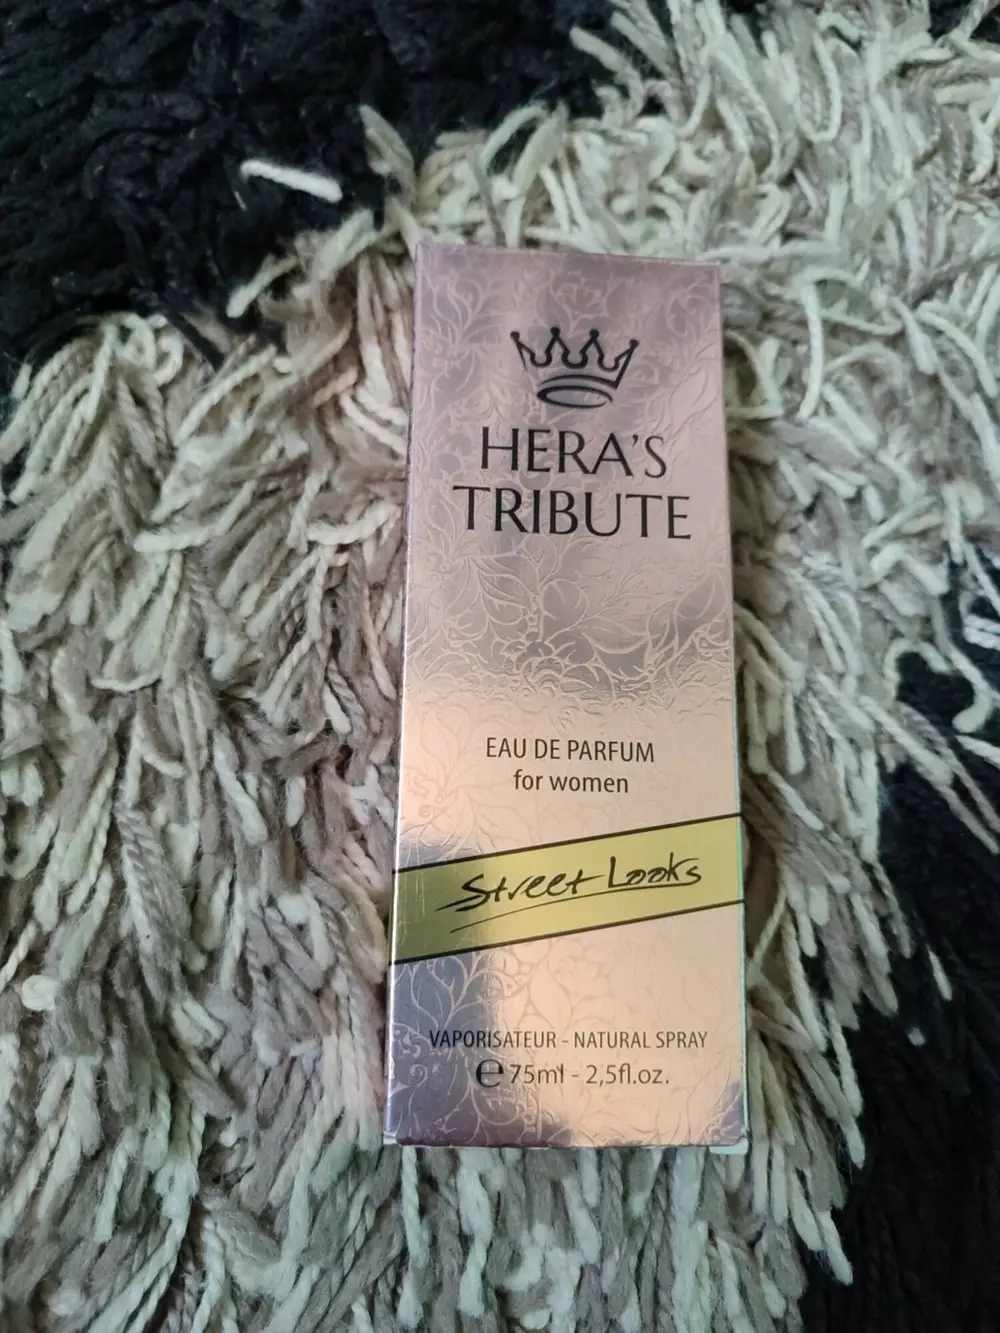 HERA'S
TRIBUTE
EAU DE PARFUM
for women
Street Looks
VAPORISATEUR - NATURAL SPRAY
℮ 75ml - 2,5fl.oz.